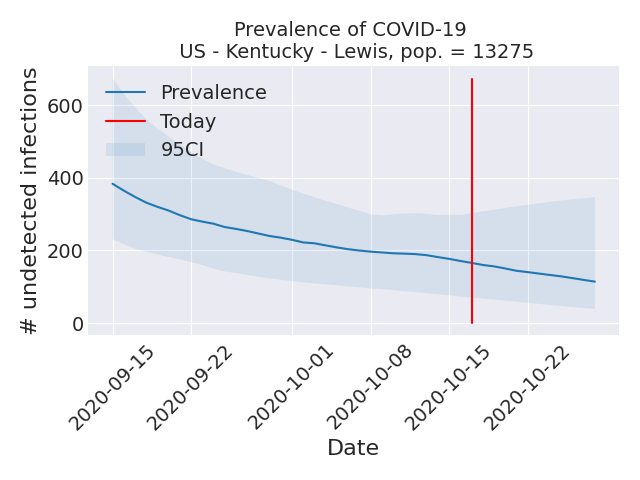 Prevalence of COVID-19
US - Kentucky - Lewis, pop. = 13275
# undetected infections
600
400
200
0
Prevalence
Today
95CI
2020-09-15
2020-09-22
2020-10-01
2020-10-08
2020-10-15
2020-10-22
Date